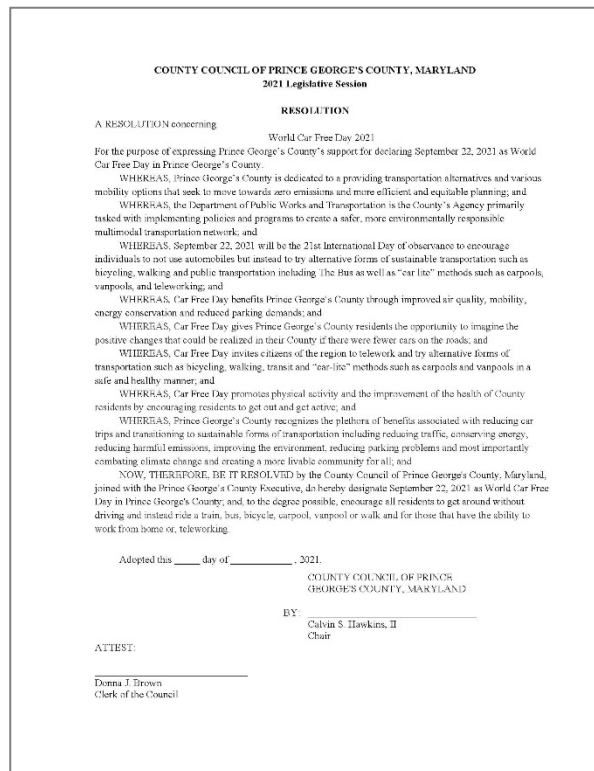 COUNTY COUNCIL OF PRINCE GEORGE'S COUNTY, MARYLAND
2021 Legislative Session
RESOLUTION
A RESOLUTION concerning
World Car Free Day 2021
For the purpose of expressing Prince George's County's support for declaring September 22, 2021 as World
Car Free Day in Prince George's County.
WHEREAS, Prince George's County is dedicated to a providing transportation alternatives and various
mobility options that seek to move towards zero emissions and more efficient and equitable planning; and
WHEREAS, the Department of Public Works and Transportation is the County's Agency primarily
tasked with implementing policies and programs to create a safer, more environmentally responsible
multimodal transportation network; and
WHEREAS, September 22, 2021 will be the 21st International Day of observance to encourage
individuals to not use automobiles but instead to try alternative forms of sustainable transportation such as
bicycling, walking and public transportation including The Bus as well as "car lite" methods such as carpools,
vanpools, and teleworking; and
WHEREAS, Car Free Day benefits Prince George's County through improved air quality, mobility,
energy conservation and reduced parking demands; and
WHEREAS, Car Free Day gives Prince George's County residents the opportunity to imagine the
positive changes that could be realized in their County if there were fewer cars on the roads; and
WHEREAS, Car Free Day invites citizens of the region to telework and try alternative forms of
transportation such as bicycling, walking, transit and "car-lite" methods such as carpools and vanpools in a
safe and healthy manner; and
WHEREAS, Car Free Day promotes physical activity and the improvement of the health of County
residents by encouraging residents to get out and get active; and
WHEREAS, Prince George's County recognizes the plethora of benefits associated with reducing car
trips and transitioning to sustainable forms of transportation including reducing traffic, conserving energy,
reducing harmful emissions, improving the environment, reducing parking problems and most importantly
combating climate change and creating a more livable community for all; and
NOW, THEREFORE, BE IT RESOLVED by the County Council of Prince George's County, Maryland,
joined with the Prince George's County Executive, do hereby designate September 22, 2021 as World Car Free
Day in Prince George's County; and, to the degree possible, encourage all residents to get around without
driving and instead ride a train, bus, bicycle, carpool, vanpool or walk and for those that have the ability to
work from home or, teleworking.
Adopted this _____ day of ____________, 2021.
COUNTY COUNCIL OF PRINCE
GEORGE'S COUNTY, MARYLAND
BY: ________________________________
Calvin S. Hawkins, II
Chair
ATTEST:
_____________________________
Donna J. Brown
Clerk of the Council